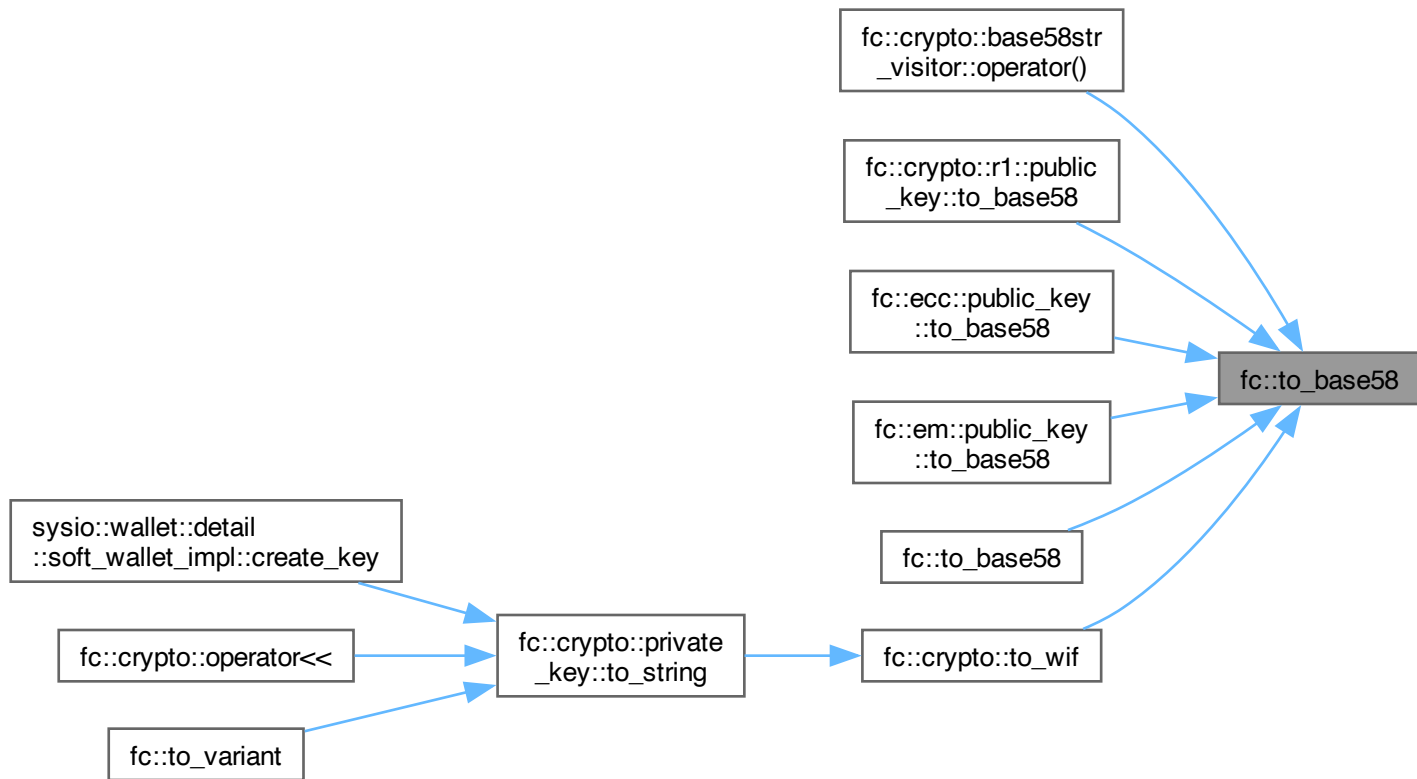 fc::crypto::base58str
_visitor::operator()
fc::crypto::r1::public
_key::to_base58
fc::ecc::public_key
::to_base58
fc::to_base58
fc::em::public_key
::to_base58
sysio::wallet::detail
::soft_wallet_impl::create_key
fc::to_base58
fc::crypto::operator<<
fc::crypto::private
_key::to_string
fc::crypto::to_wif
fc::to_variant